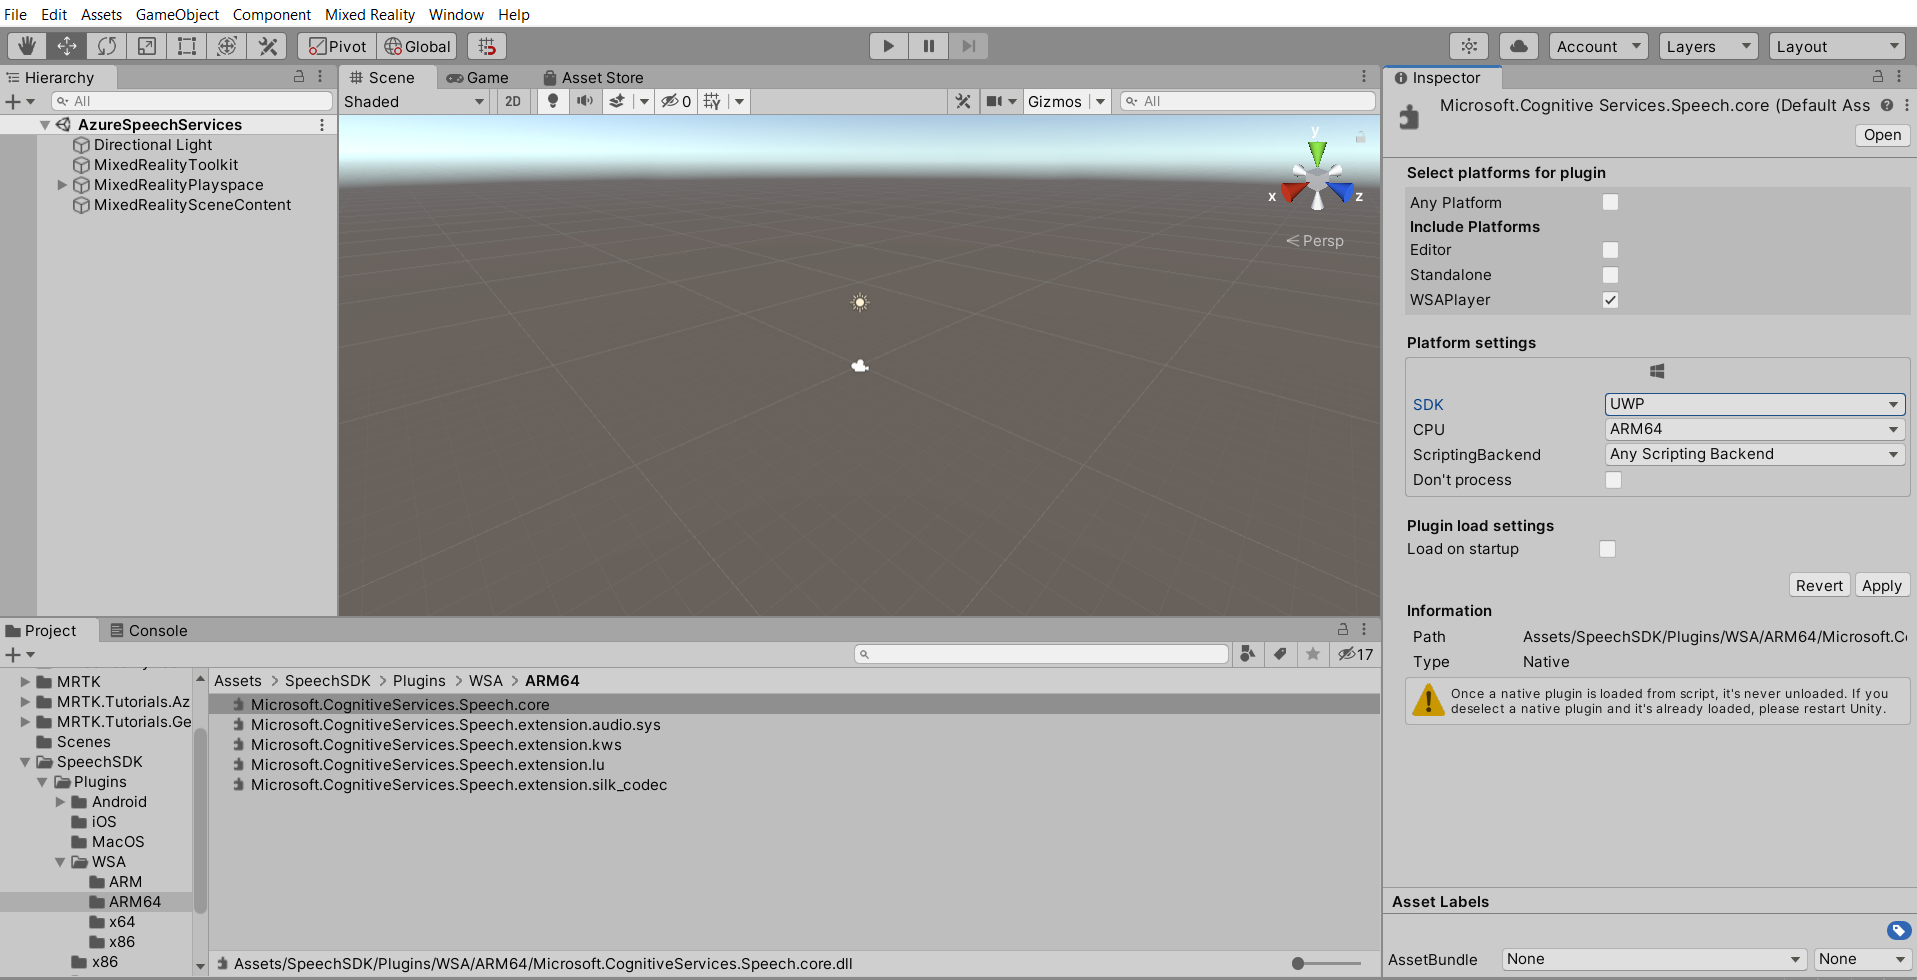 File Edit Assets GameObject Component Mixed Reality Window Help
Pivot Global Account Layers Layout
Hierarchy
All
AzureSpeechServices
Directional Light
MixedRealityToolkit
MixedRealityPlayspace
MixedRealitySceneContent
Scene Game Asset Store
Shaded 2D 0 Gizmos All
y
x z
Persp
Inspector
Microsoft.Cognitive Services.Speech.core (Default Ass
Open
Select platforms for plugin
Any Platform
Include Platforms
Editor
Standalone
WSAPlayer
Platform settings
SDK UWP
CPU ARM64
ScriptingBackend Any Scripting Backend
Don't process
Plugin load settings
Load on startup
Revert Apply
Information
Path Assets/SpeechSDK/Plugins/WSA/ARM64/Microsoft.C
Type Native
Once a native plugin is loaded from script, it's never unloaded. If you
deselect a native plugin and it's already loaded, please restart Unity.
Asset Labels
AssetBundle None None
Project Console
17
MRTK
MRTK.Tutorials.Az
MRTK.Tutorials.Ge
Scenes
SpeechSDK
Plugins
Android
iOS
MacOS
WSA
ARM
ARM64
x64
x86
x86
Assets > SpeechSDK > Plugins > WSA > ARM64
Microsoft.CognitiveServices.Speech.core
Microsoft.CognitiveServices.Speech.extension.audio.sys
Microsoft.CognitiveServices.Speech.extension.kws
Microsoft.CognitiveServices.Speech.extension.lu
Microsoft.CognitiveServices.Speech.extension.silk_codec
Assets/SpeechSDK/Plugins/WSA/ARM64/Microsoft.CognitiveServices.Speech.core.dll